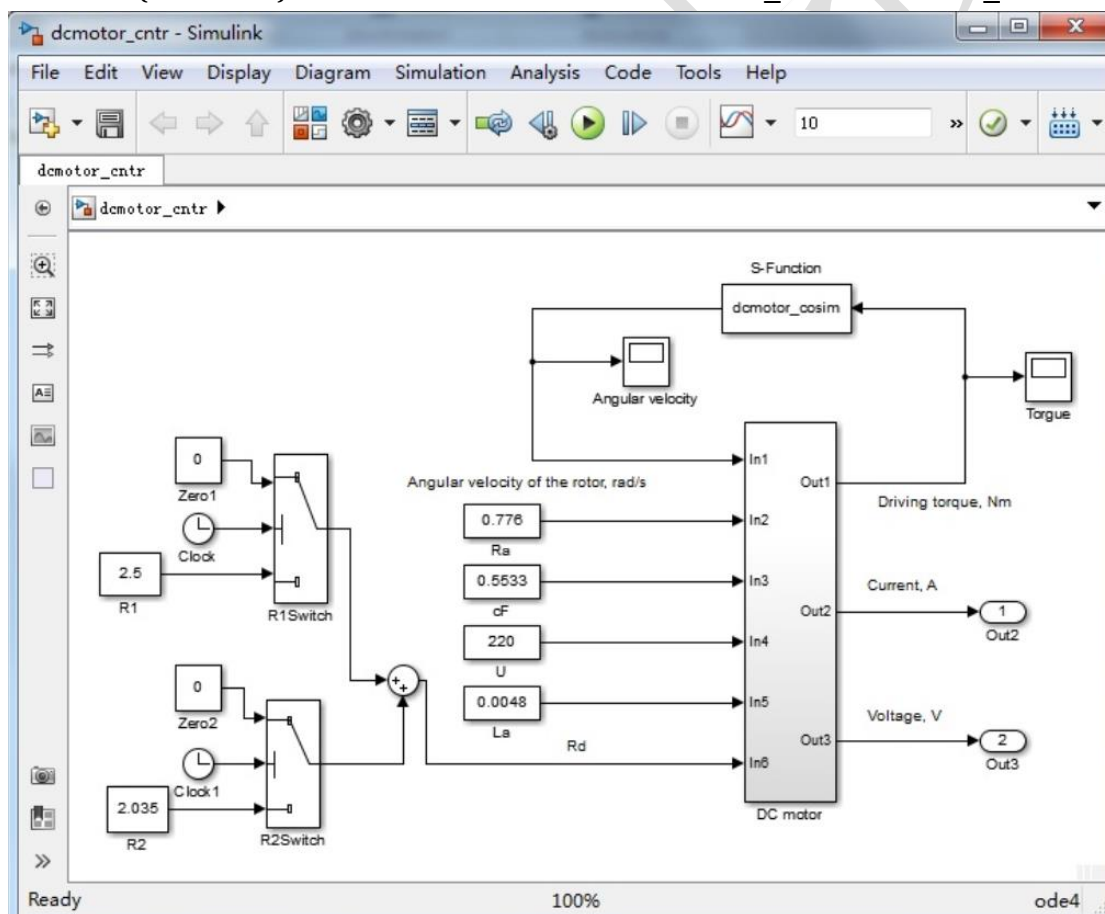 dcmotor_cntr - Simulink
File Edit View Display Diagram Simulation Analysis Code Tools Help
10
dcmotor_cntr
dcmotor_cntr
S-Function
dcmotor_cosim
Angular velocity
Torgue
0
Zero1
Clock
2.5
R1
R1Switch
Angular velocity of the rotor, rad/s
0.776
Ra
0.5533
cF
220
U
0.0048
La
Rd
In1
In2
In3
In4
In5
In6
Out1
Out2
Out3
DC motor
Driving torque, Nm
Current, A
1
Out2
Voltage, V
2
Out3
0
Zero2
Clock1
2.035
R2
R2Switch
Ready 100% ode4